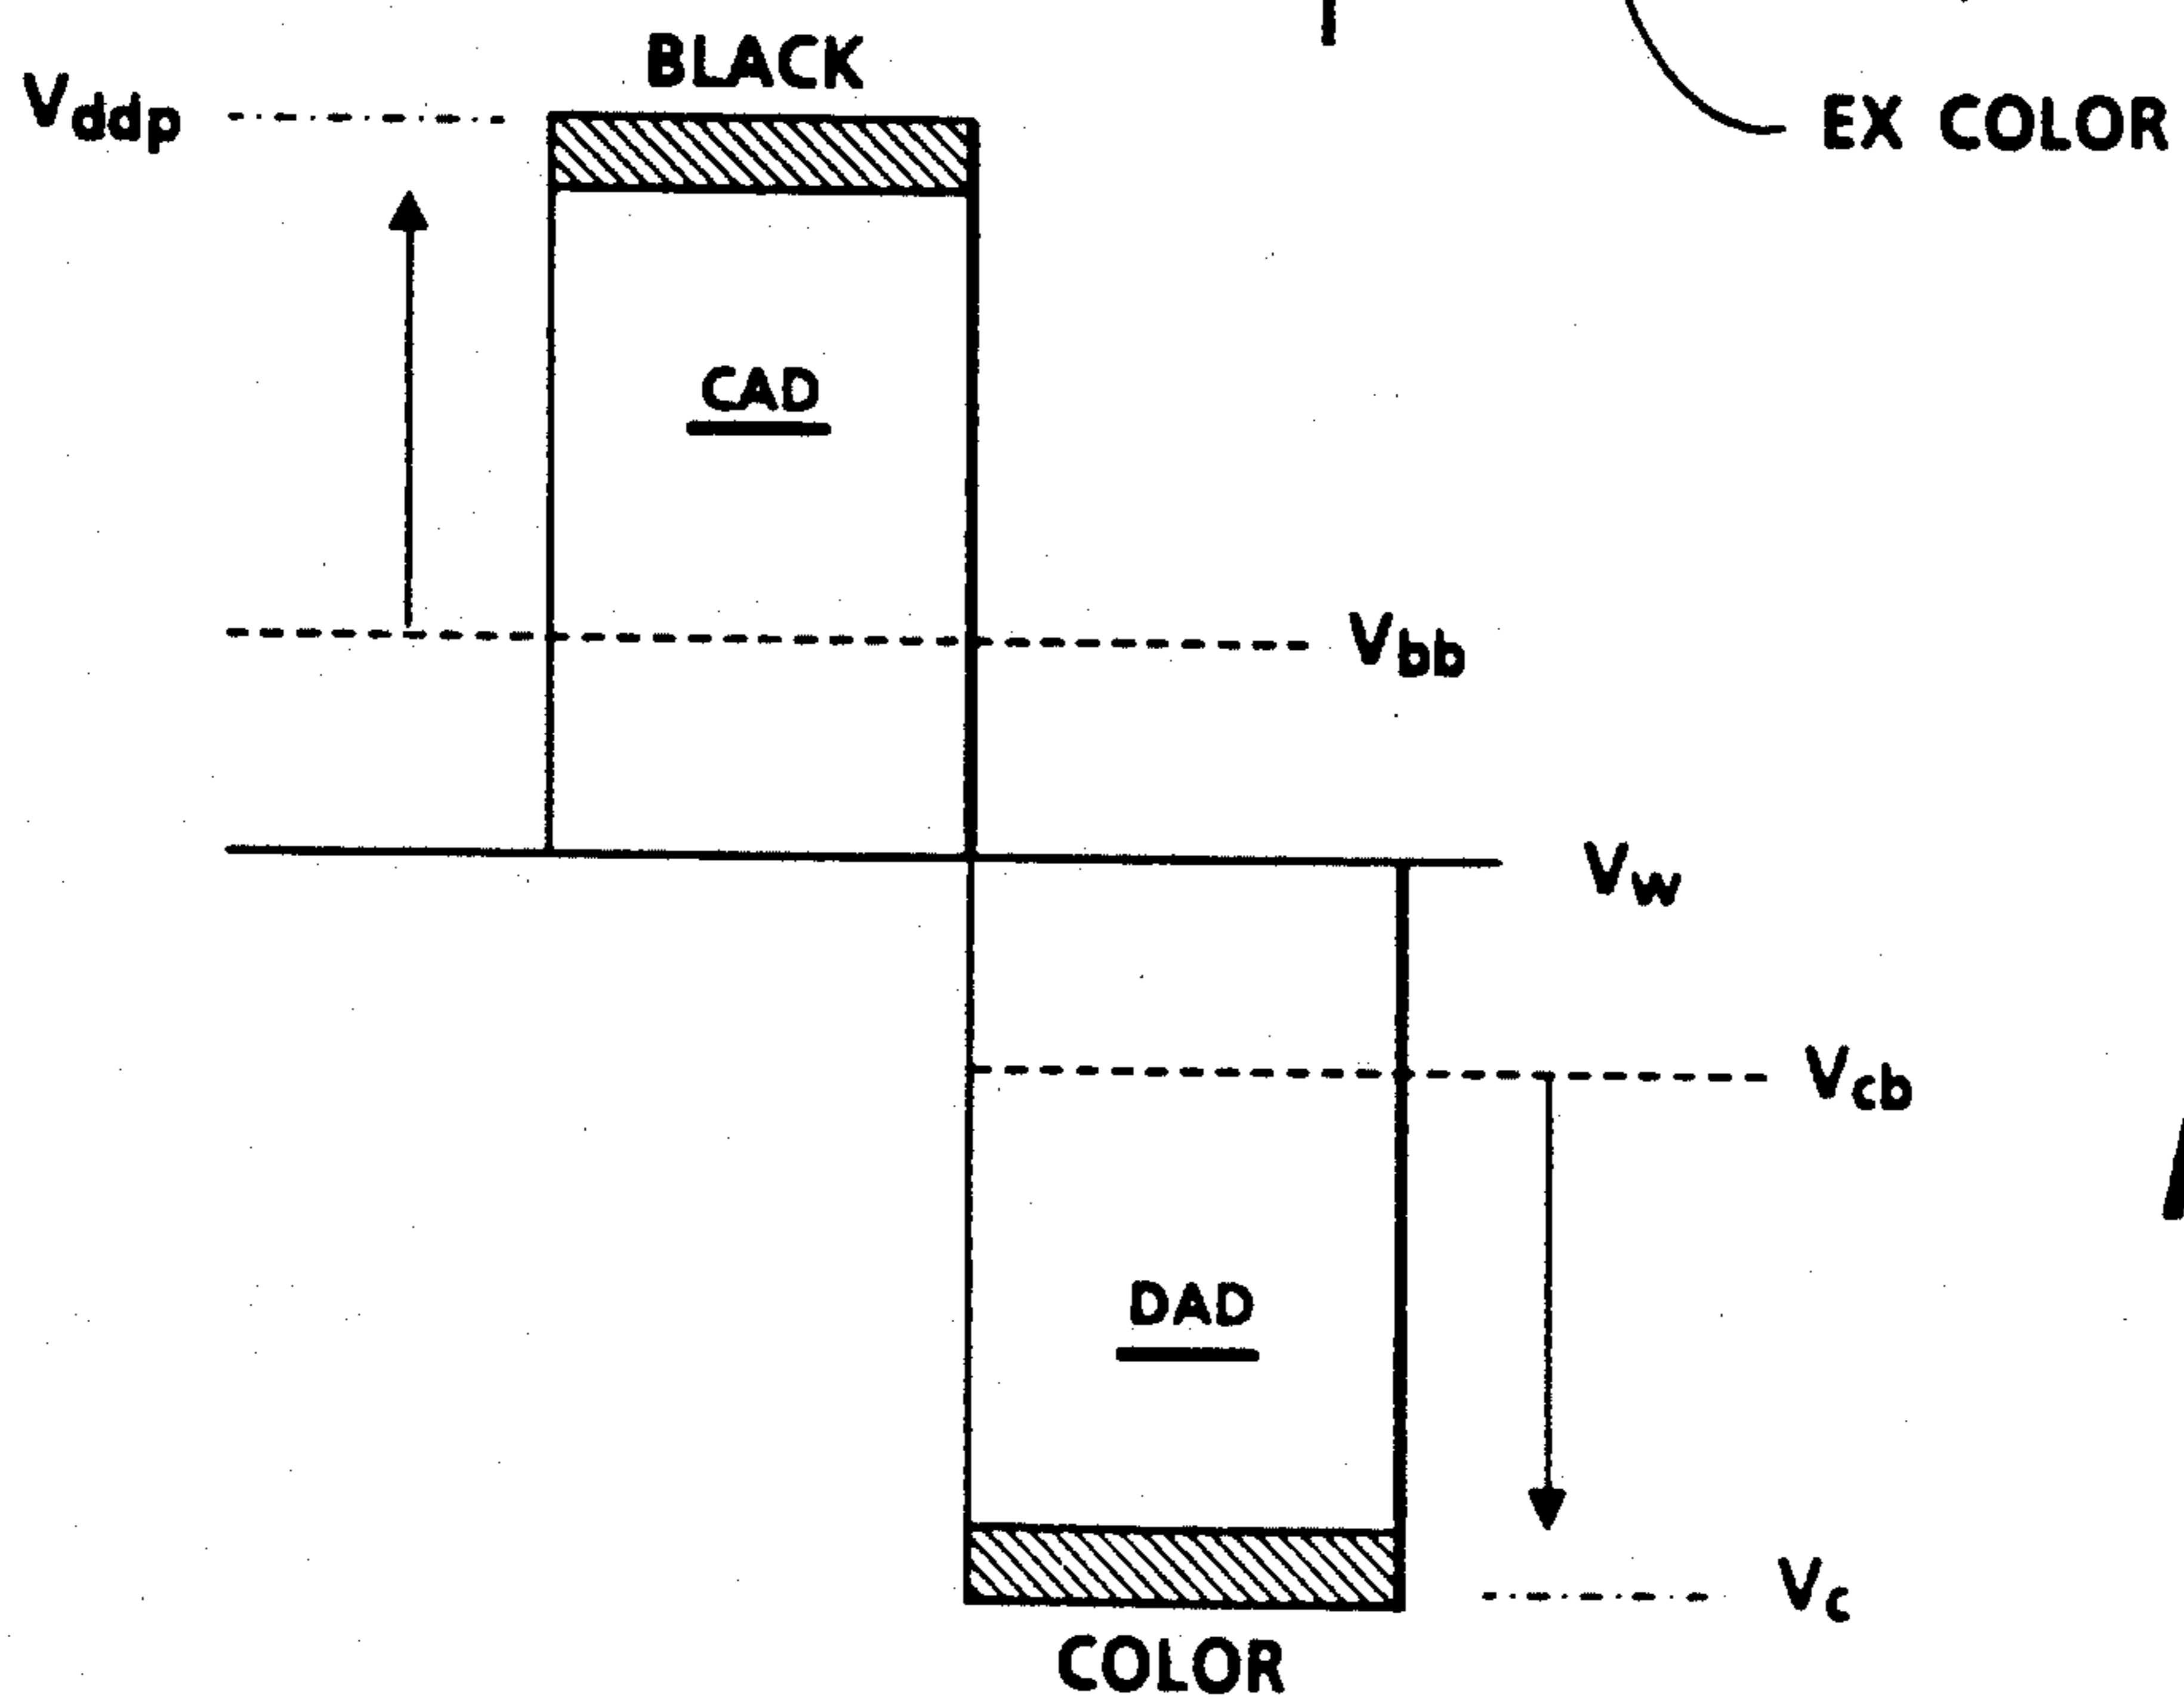 BLACK
Vddp
EX COLOR
CAD
Vbb
Vw
Vcb
DAD
Vc
COLOR